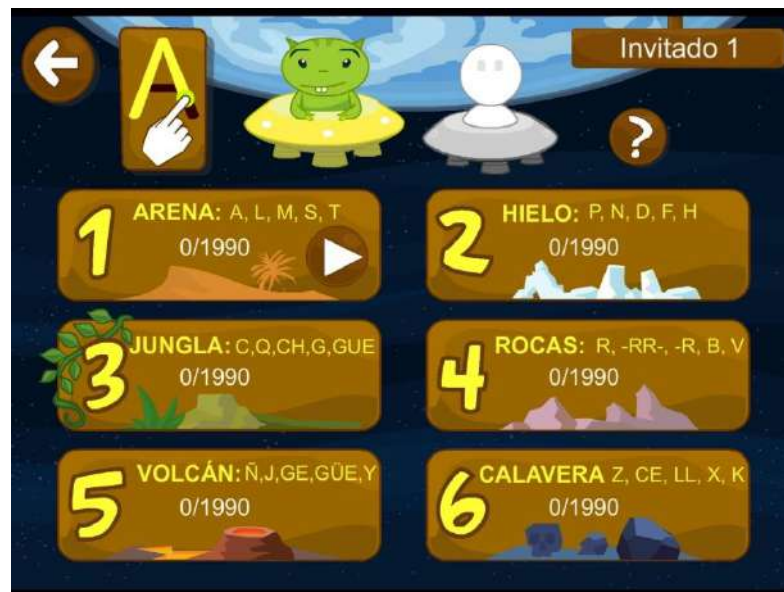 A
Invitado 1
?
1 ARENA: A, L, M, S, T
0/1990
2 HIELO: P, N, D, F, H
0/1990
3 JUNGLA: C,Q,CH,G,GUE
0/1990
4 ROCAS: R, -RR-, -R, B, V
0/1990
5 VOLCÁN: Ñ,J,GE,GÜE,Y
0/1990
6 CALAVERA Z, CE, LL, X, K
0/1990